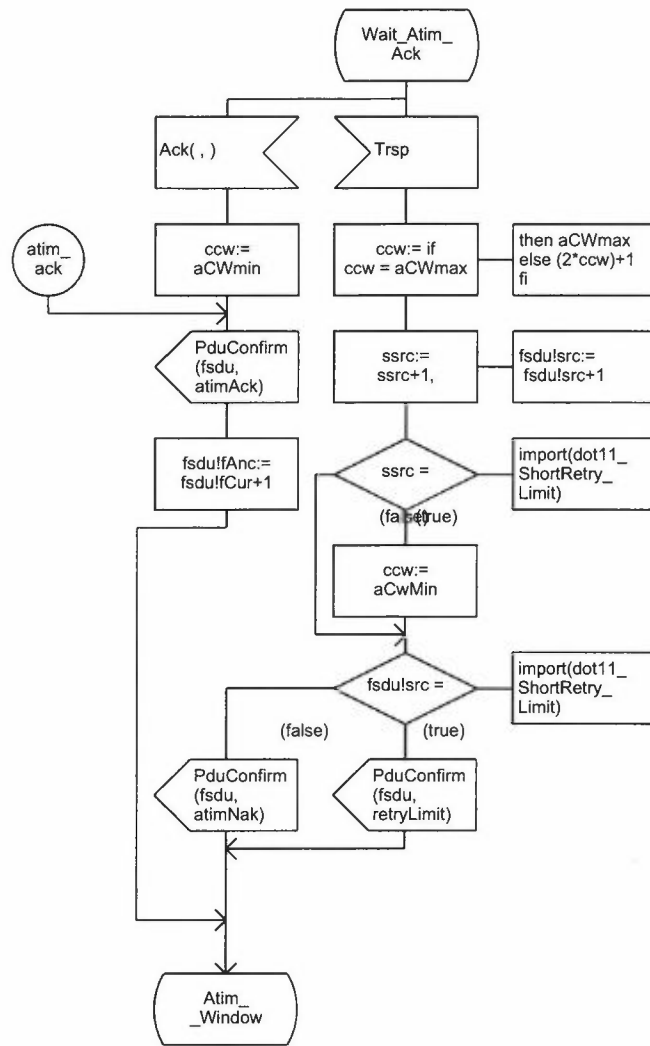 Wait_Atim_
Ack
Ack( , )
Trsp
atim_
ack
ccw:=
aCWmin
ccw:= if
ccw = aCWmax
then aCWmax
else (2*ccw)+1
fi
PduConfirm
(fsdu,
atimAck)
ssrc:=
ssrc+1,
fsdu!src:=
fsdu!src+1
fsdu!fAnc:=
fsdu!fCur+1
ssrc =
import(dot11_
ShortRetry_
Limit)
(false)
(true)
ccw:=
aCwMin
fsdu!src =
import(dot11_
ShortRetry_
Limit)
(false)
(true)
PduConfirm
(fsdu,
atimNak)
PduConfirm
(fsdu,
retryLimit)
Atim_
_Window